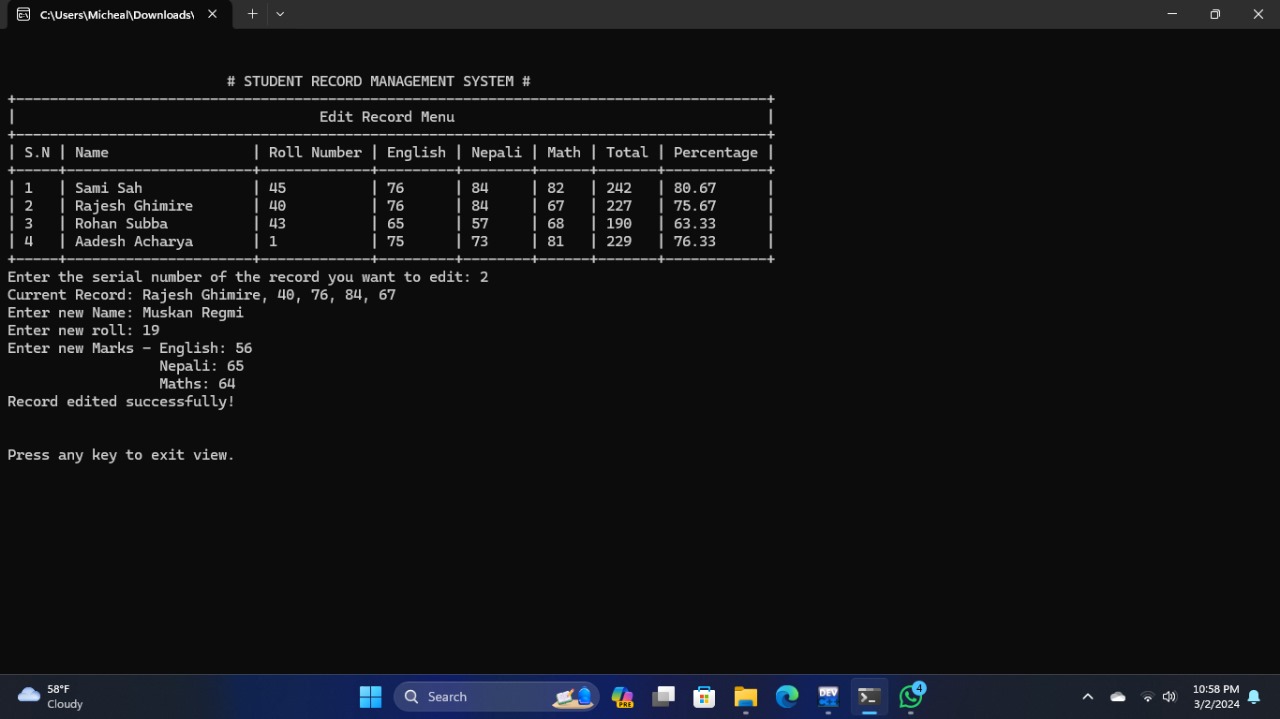 C:\Users\Micheal\Downloads\
# STUDENT RECORD MANAGEMENT SYSTEM #
Edit Record Menu
| S.N | Name | Roll Number | English | Nepali | Math | Total | Percentage |
| 1 | Sami Sah | 45 | 76 | 84 | 82 | 242 | 80.67 |
| 2 | Rajesh Ghimire | 40 | 76 | 84 | 67 | 227 | 75.67 |
| 3 | Rohan Subba | 43 | 65 | 57 | 68 | 190 | 63.33 |
| 4 | Aadesh Acharya | 1 | 75 | 73 | 81 | 229 | 76.33 |
Enter the serial number of the record you want to edit: 2
Current Record: Rajesh Ghimire, 40, 76, 84, 67
Enter new Name: Muskan Regmi
Enter new roll: 19
Enter new Marks - English: 56
Nepali: 65
Maths: 64
Record edited successfully!
Press any key to exit view.
58°F
Cloudy
Search
PRE
DEV
4
10:58 PM
3/2/2024